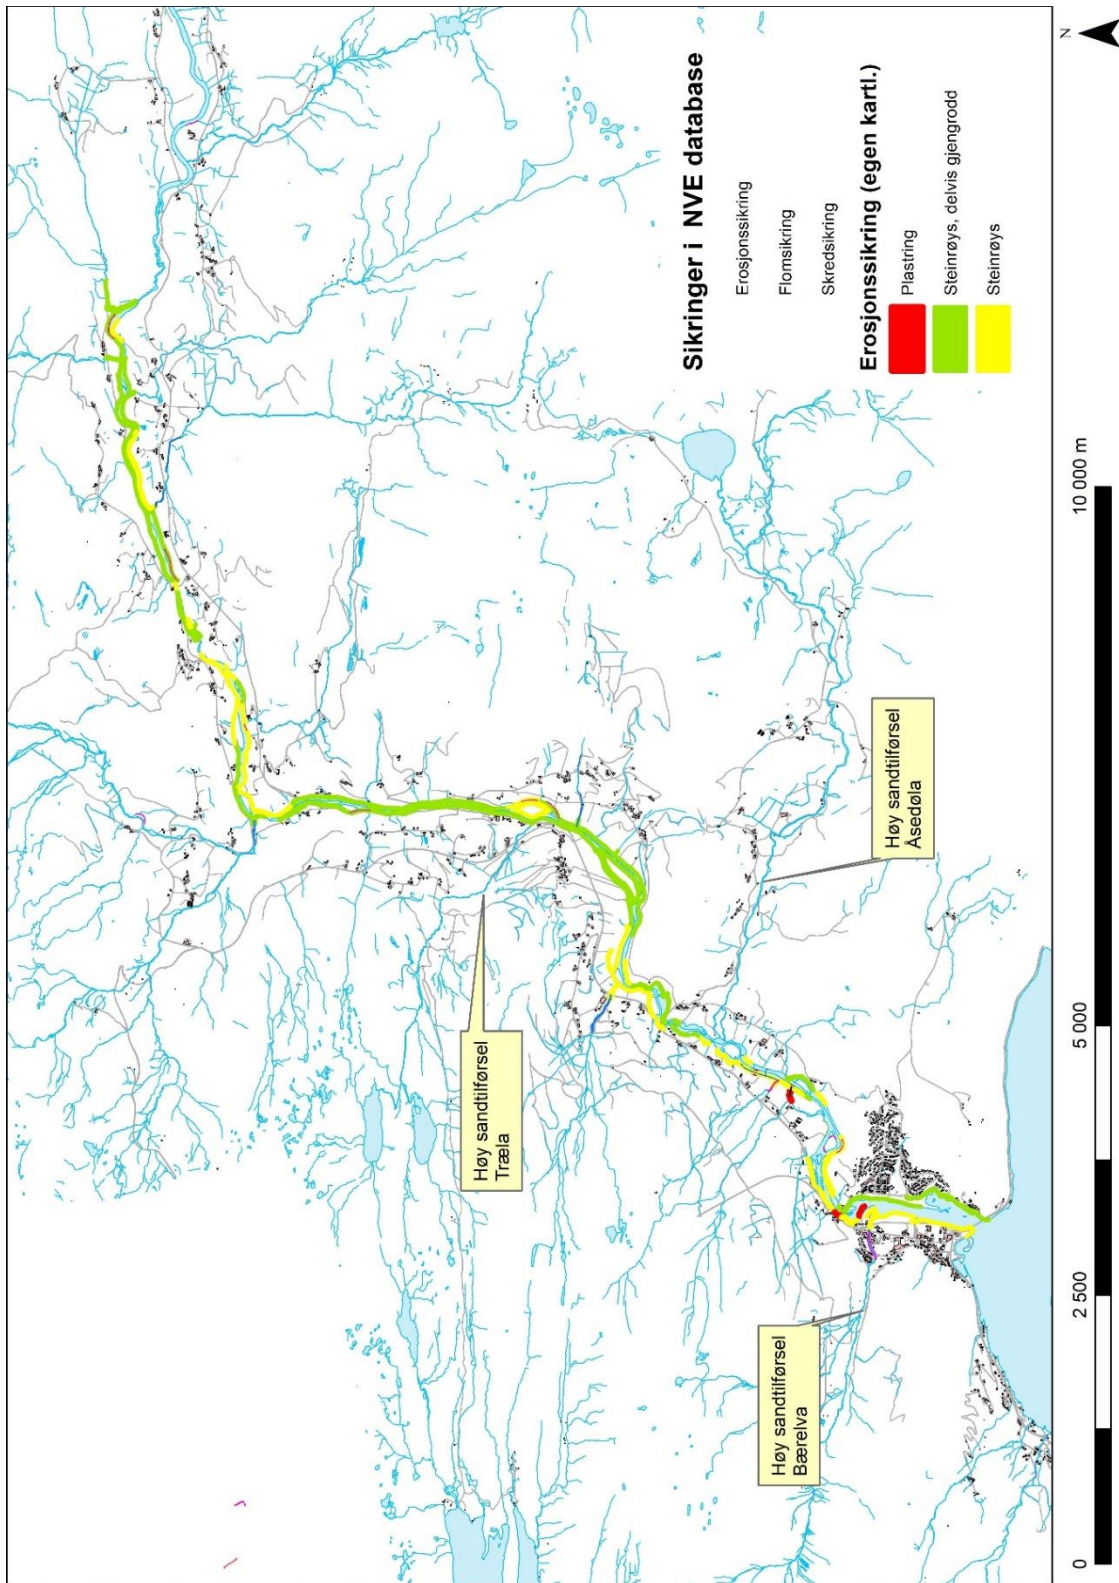 N
Sikringer i NVE database
Erosjonssikring
Flomsikring
Skredsikring
Erosjonssikring (egen kartl.)
Plastring
Steinrøys, delvis gjengrodd
Steinrøys
Høy sandtilførsel
Træla
Høy sandtilførsel
Åsedøla
Høy sandtilførsel
Bærelva
0
2 500
5 000
10 000 m